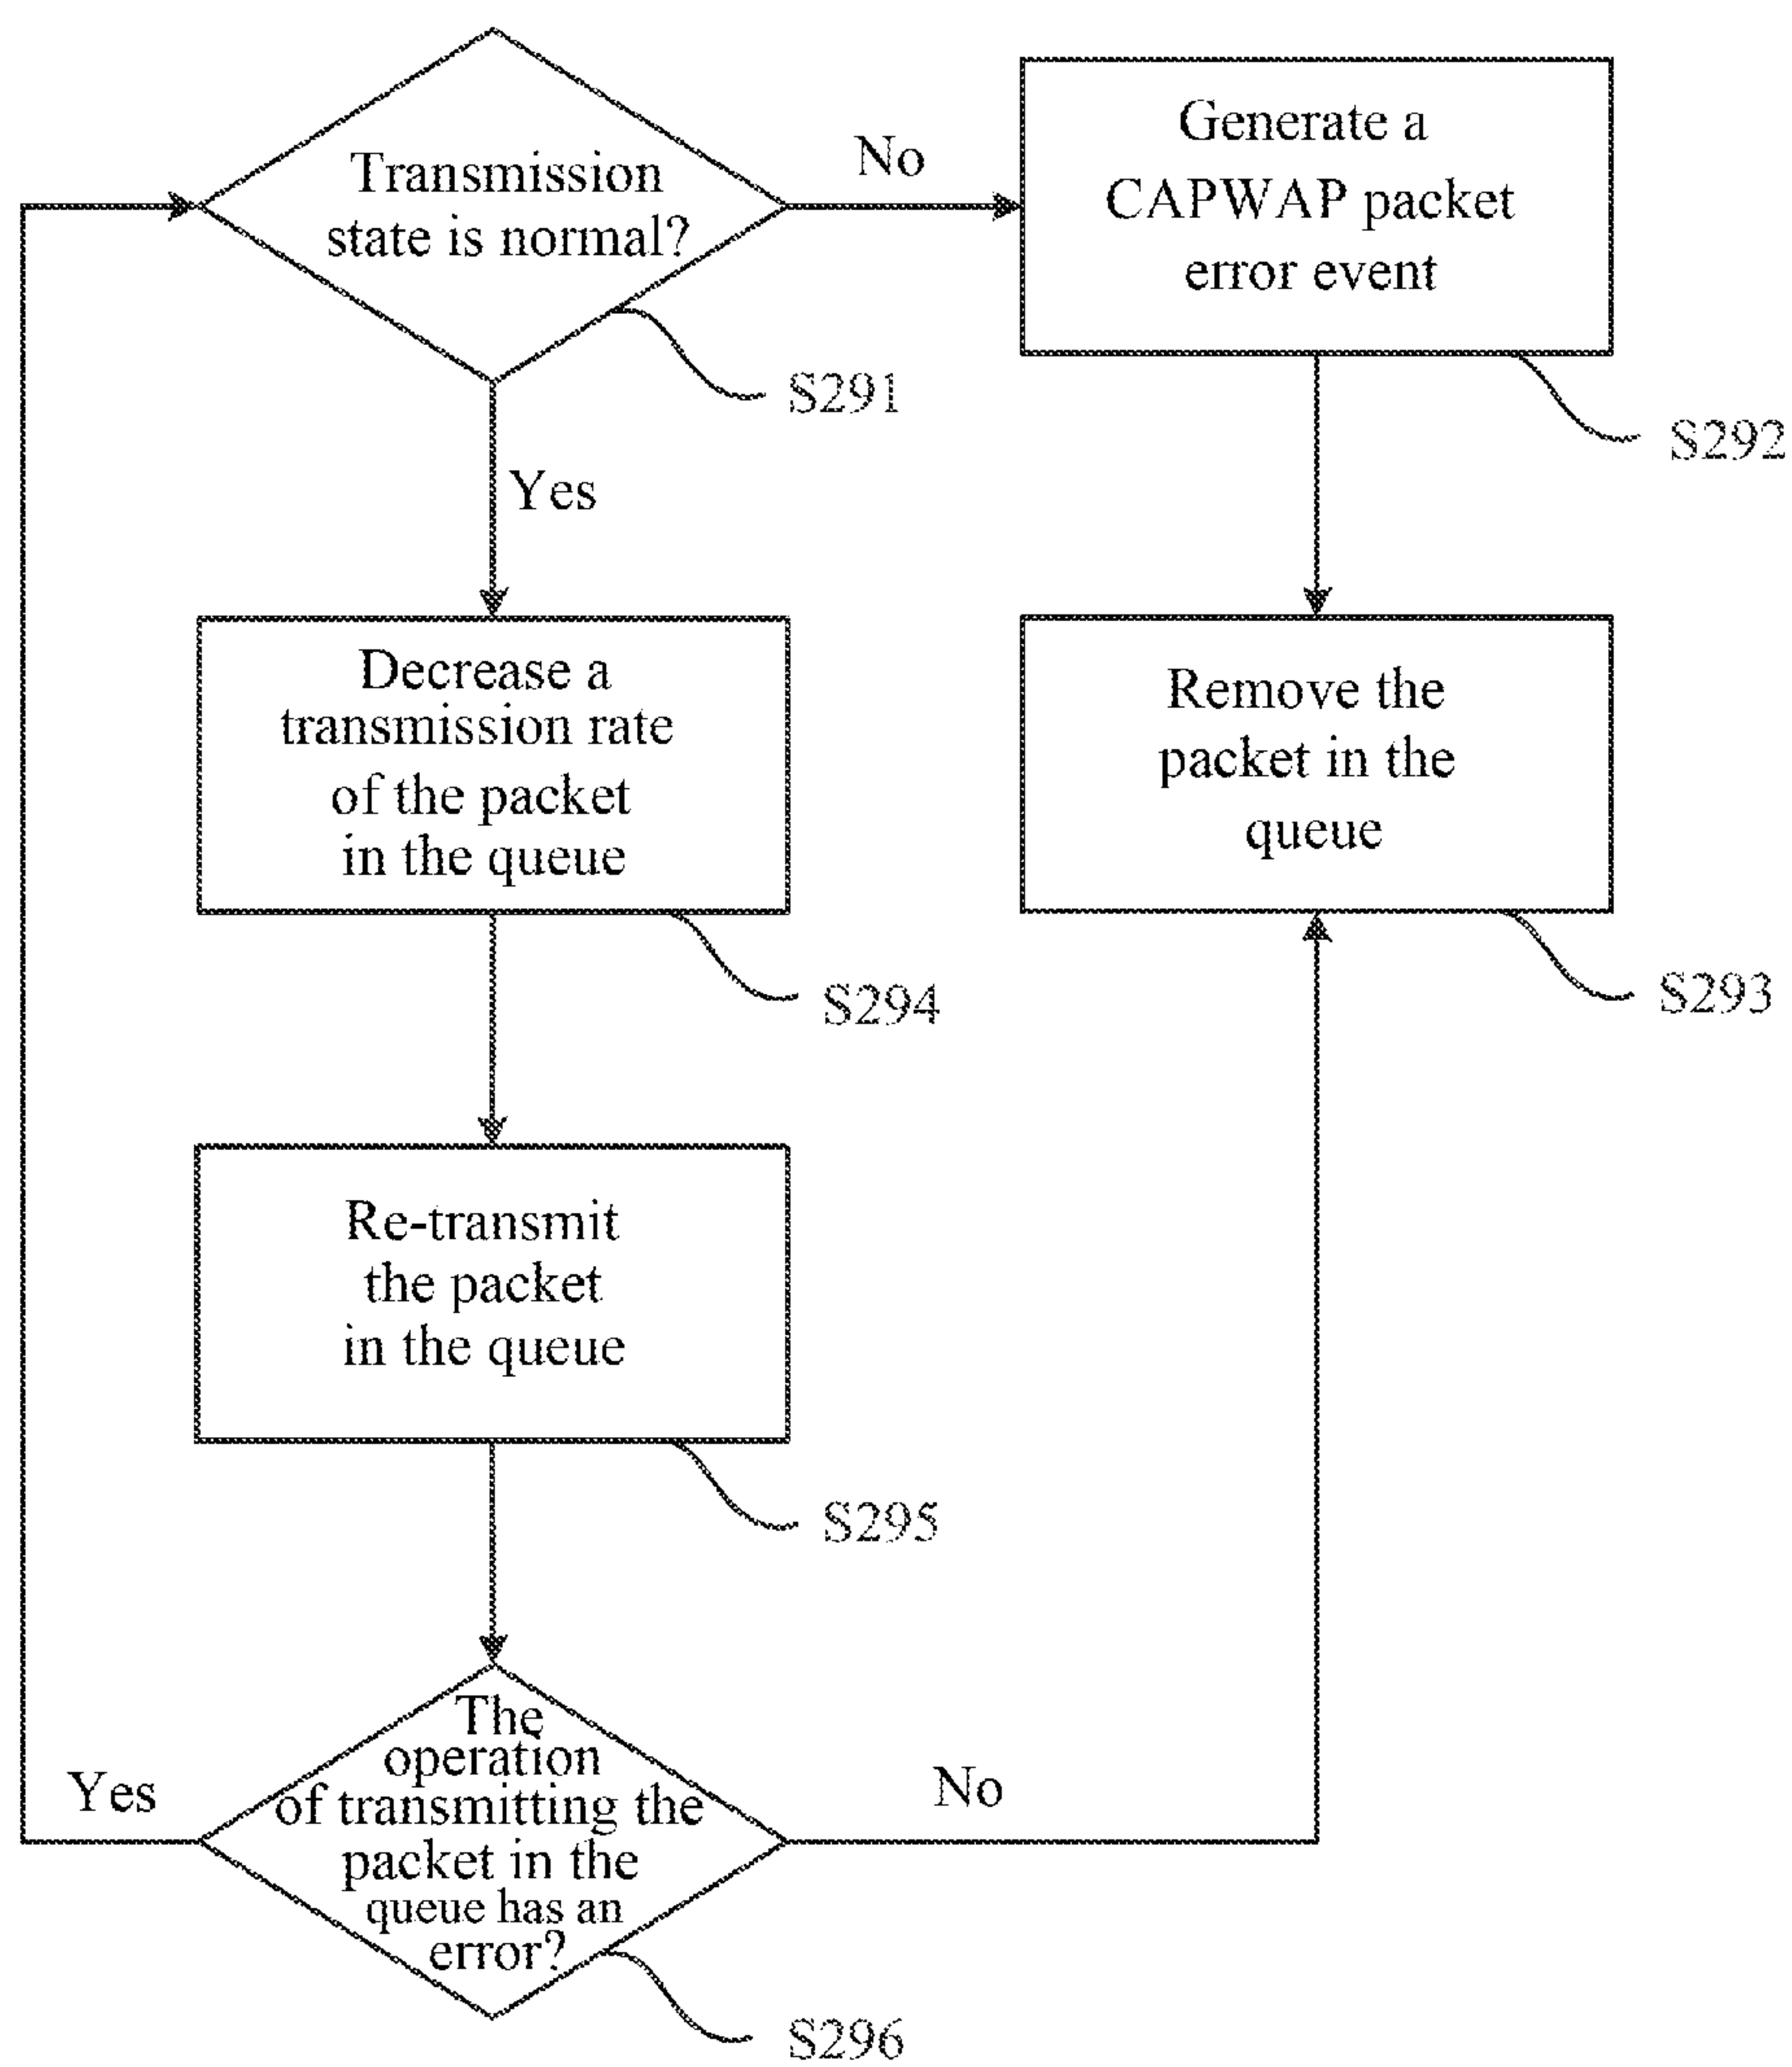 Transmission
state is normal?
S291
No
Generate a
CAPWAP packet
error event
S292
Yes
Decrease a
transmission rate
of the packet
in the queue
S294
Remove the
packet in the
queue
S293
Re-transmit
the packet
in the queue
S295
The
operation
of transmitting the
packet in the
queue has an
error?
S296
Yes
No